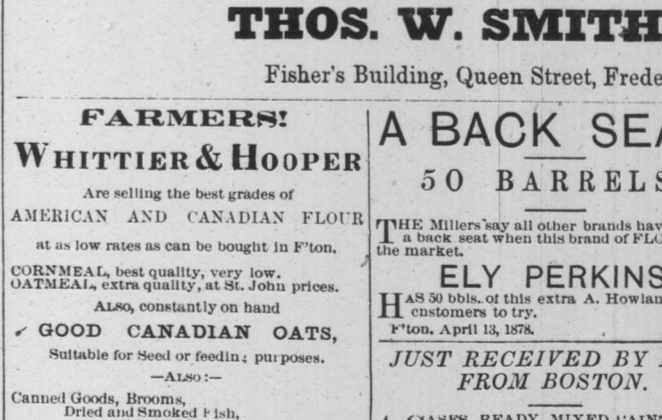 THOS. W. SMITH
Fisher's Building, Queen Street, Frede
FARMERS!
WHITTIER & HOOPER
Are selling the best grades of
AMERICAN AND CANADIAN FLOUR
at as low rates as can be bought in F'ton.
CORNMEAL, best quality, very low.
OATMEAL, extra quality, at St. John prices.
ALSO, constantly on hand
GOOD CANADIAN OATS,
Suitable for Seed or feeding purposes.
—ALSO:—
Canned Goods, Brooms,
Dried and Smoked Fish,
A BACK SEA
50 BARRELS
THE Millers say all other brands hav
a back seat when this brand of FLO
the market.
ELY PERKINS
HAS 50 bbls. of this extra A. Howlan
customers to try.
F'ton. April 13, 1878.
JUST RECEIVED BY
FROM BOSTON.
CASES READY MIXED PAINT